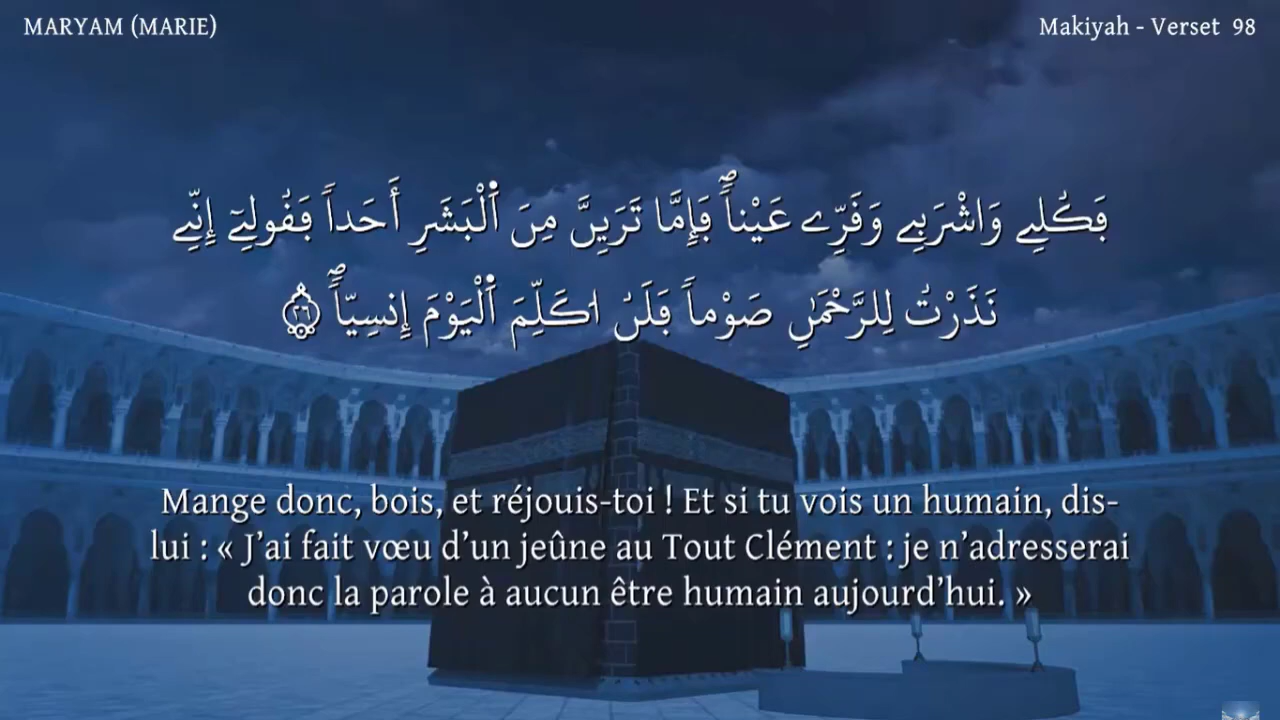 MARYAM (MARIE)
Makiyah - Verset 98
فَكُلِے وَاشْرَبِے وَقَرِّے عَيْناٗۖ فَإِمَّا تَرَيِنَّ مِنَ اَ۬لْبَشَرِ أَحَداٗ فَقُولِےٓ إِنِّے
نَذَرْتُ لِلرَّحْمَٰنِ صَوْماٗ فَلَنُ ا۟كَلِّمَ اَ۬لْيَوْمَ إِنسِيّاٗۖ ٢٦
Mange donc, bois, et réjouis-toi ! Et si tu vois un humain, dis-
lui : « J’ai fait vœu d’un jeûne au Tout Clément : je n’adresserai
donc la parole à aucun être humain aujourd’hui. »